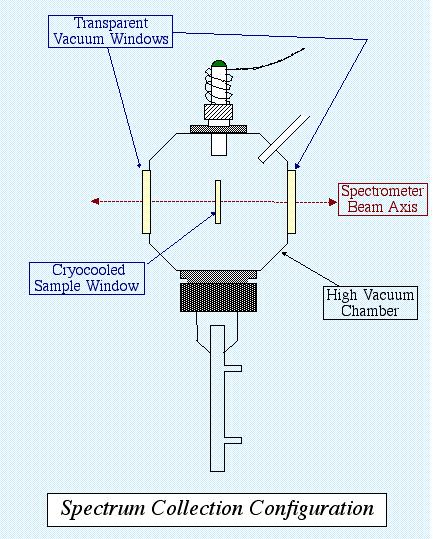 Transparent
Vacuum Windows
Spectrometer
Beam Axis
Cryocooled
Sample Window
High Vacuum
Chamber
Spectrum Collection Configuration